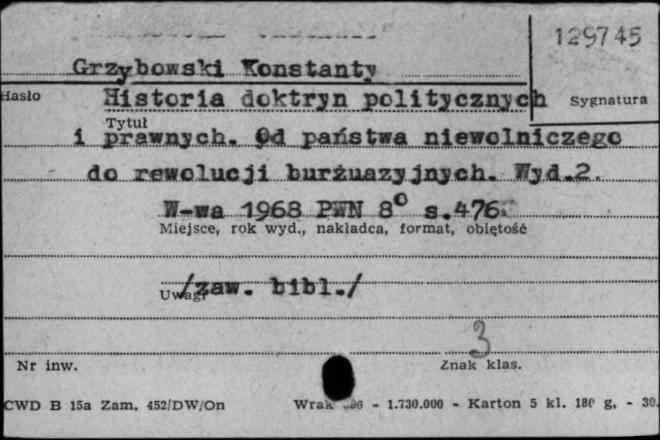 129745
Grzybowski Konstanty
Hasło
Historia doktryn politycznych
Sygnatura
Tytuł
i prawnych. Od państwa niewolniczego
do rewolucji burżuazyjnych. Wyd.2.
W-wa 1968 PWN 8° s.476.
Miejsce, rok wyd., nakładca, format, objętość
/zaw. bibl./
Uwagi
3
Nr inw.
Znak klas.
CWD B 15a Zam. 452/DW/On
96 - 1.730.000 - Karton 5 kl. 180 g. - 30.